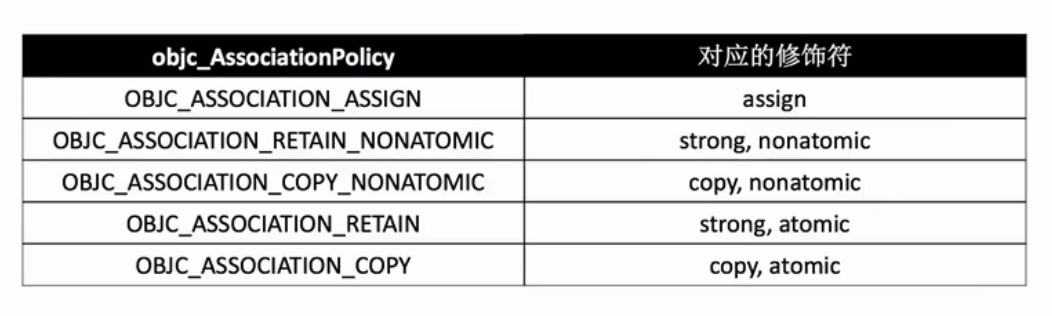 objc_AssociationPolicy 对应的修饰符
OBJC_ASSOCIATION_ASSIGN assign
OBJC_ASSOCIATION_RETAIN_NONATOMIC strong, nonatomic
OBJC_ASSOCIATION_COPY_NONATOMIC copy, nonatomic
OBJC_ASSOCIATION_RETAIN strong, atomic
OBJC_ASSOCIATION_COPY copy, atomic